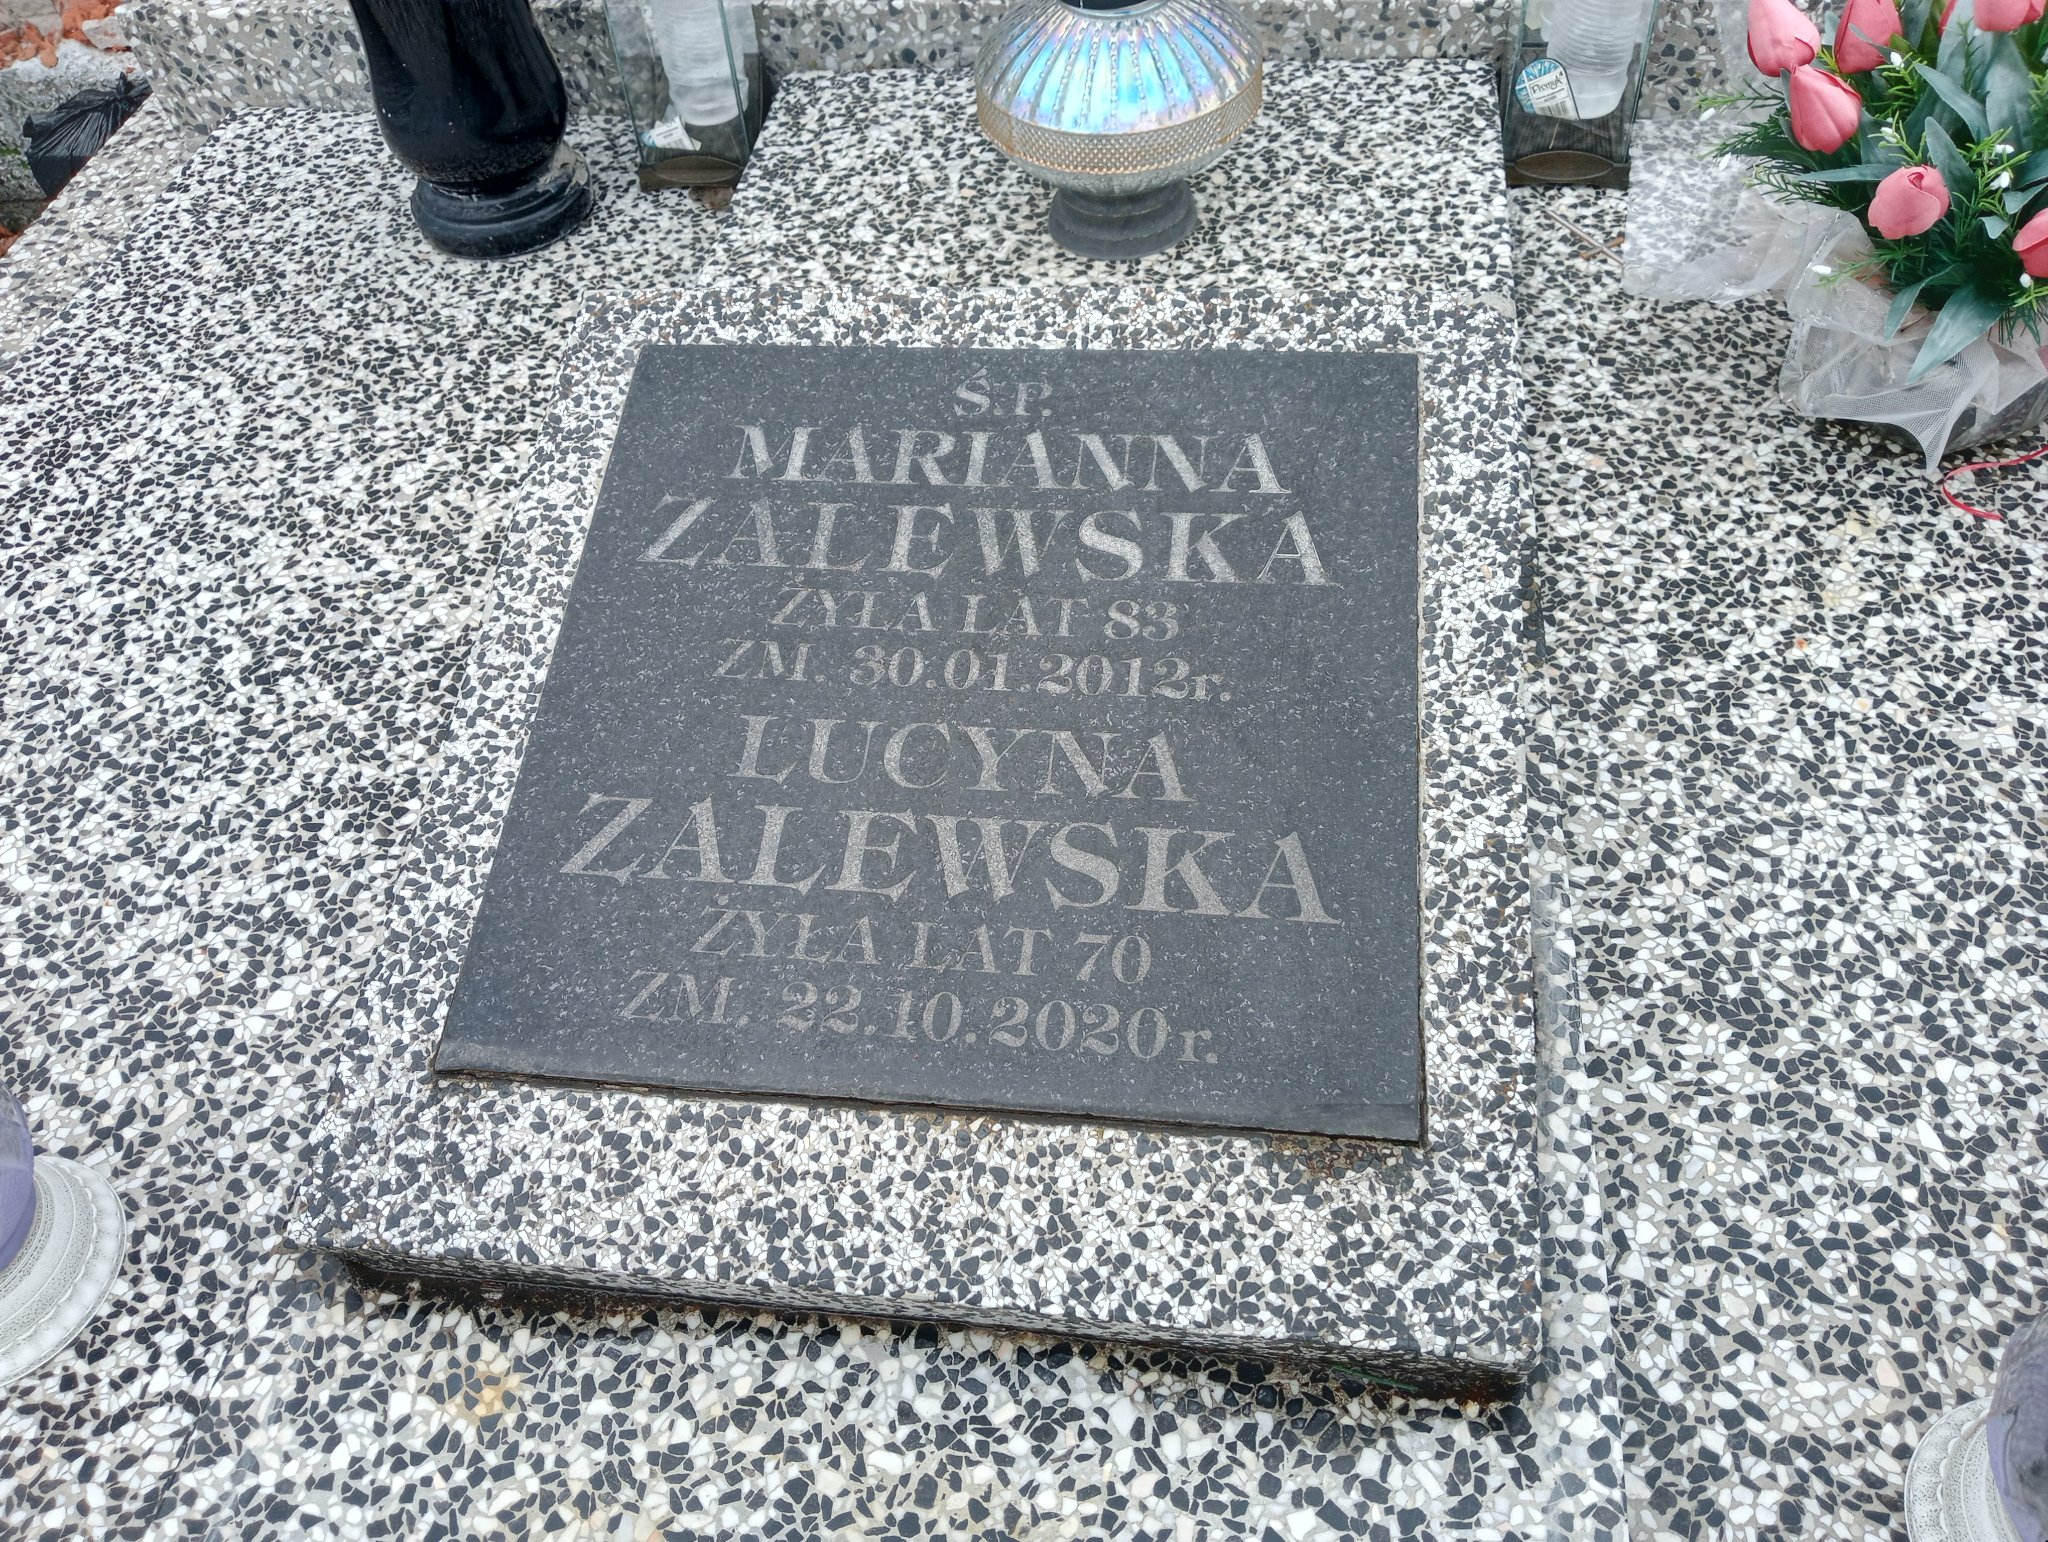 Ś.P.
MARIANNA
ZALEWSKA
ŻYŁA LAT 83
ZM. 30.01.2012r.
LUCYNA
ZALEWSKA
ŻYŁA LAT 70
ZM. 22.10.2020r.